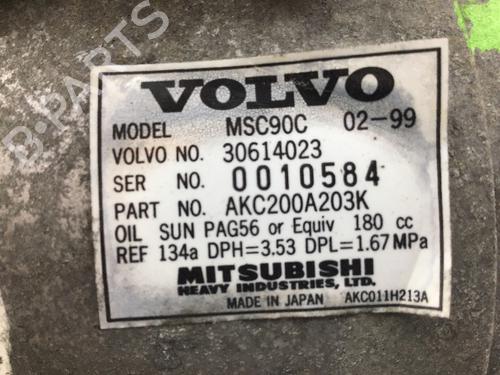 B-PARTS
VOLVO
MODEL MSC90C 02-99
VOLVO NO. 30614023
SER NO. 0010584
PART NO. AKC200A203K
OIL SUN PAG56 or Equiv 180 cc
REF 134a DPH=3.53 DPL=1.67 MPa
MITSUBISHI
HEAVY INDUSTRIES, LTD.
MADE IN JAPAN AKC011H213A